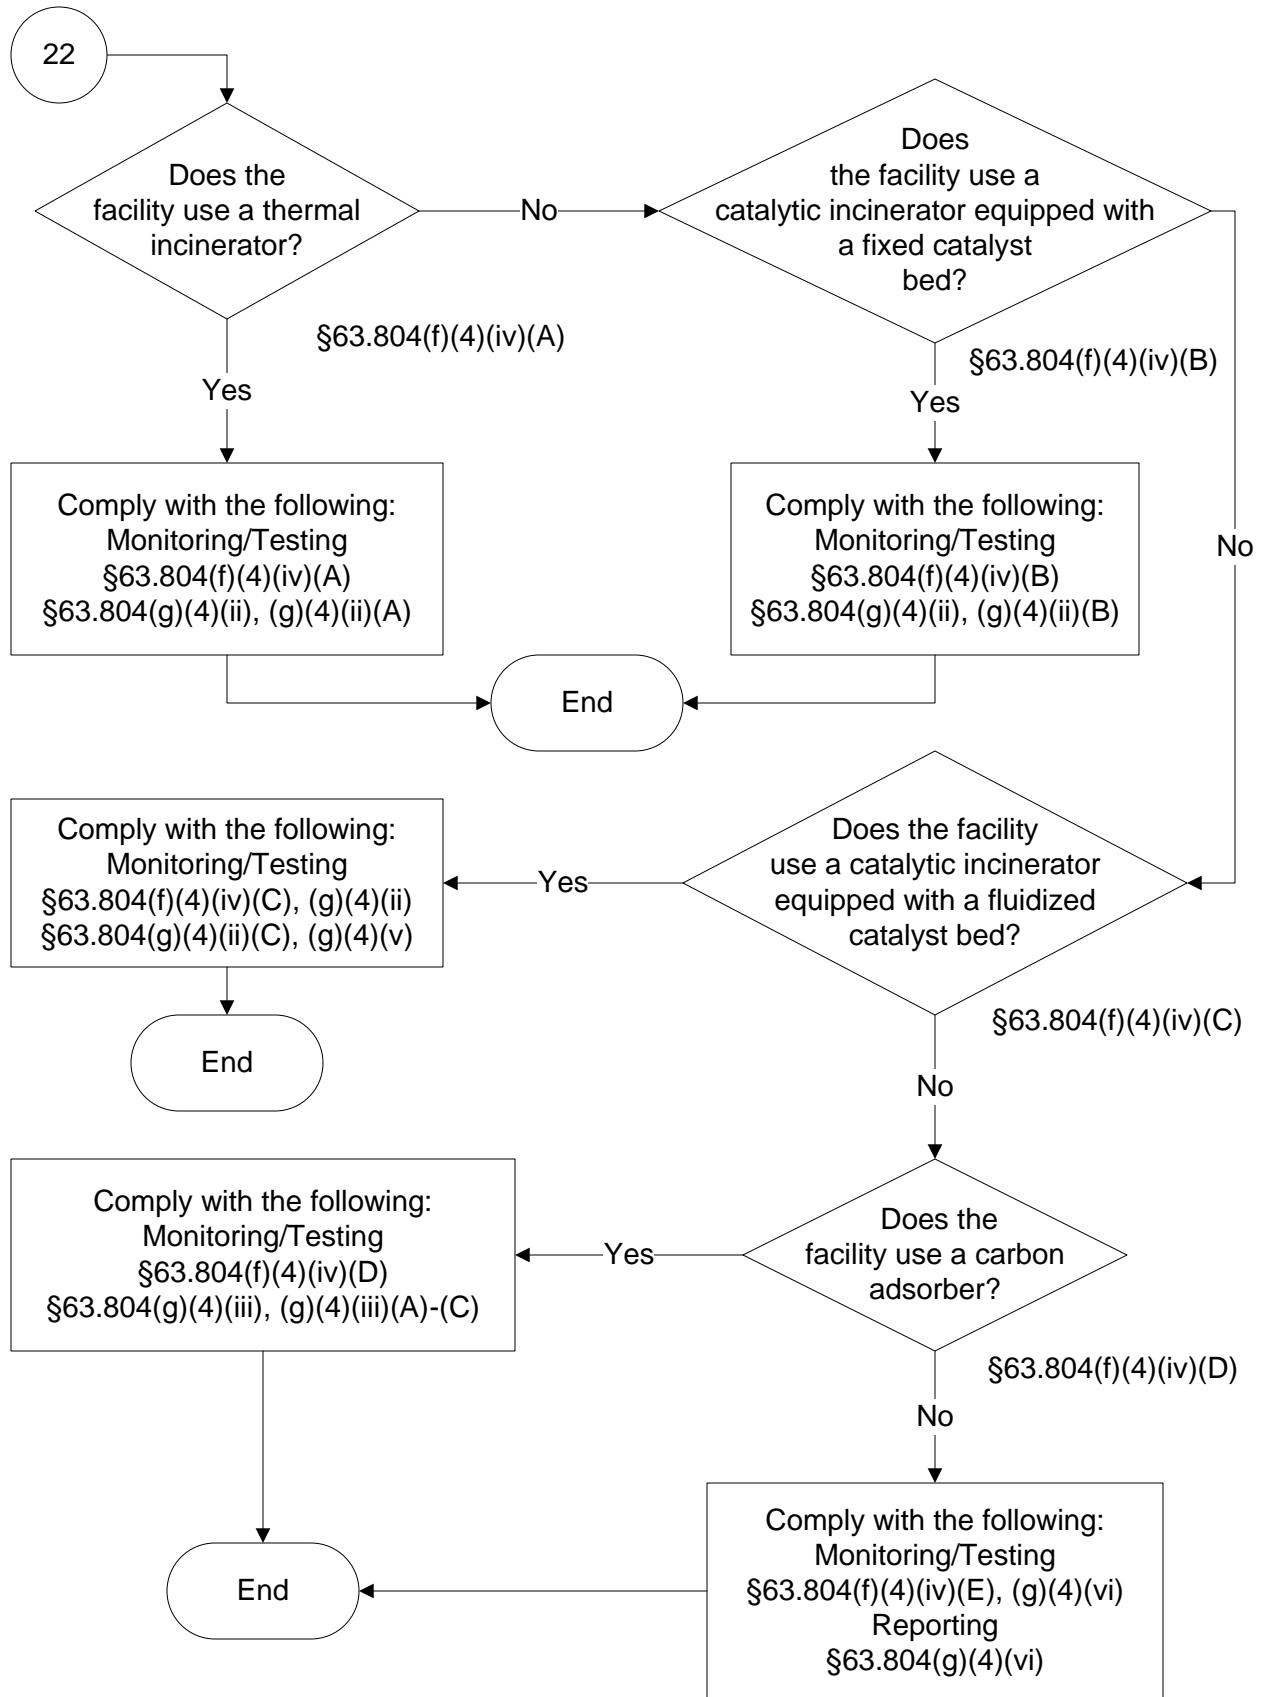 22
Does the
facility use a thermal
incinerator?
No
Does
the facility use a
catalytic incinerator equipped with
a fixed catalyst
bed?
§63.804(f)(4)(iv)(A)
§63.804(f)(4)(iv)(B)
Yes
Yes
Comply with the following:
Monitoring/Testing
§63.804(f)(4)(iv)(A)
§63.804(g)(4)(ii), (g)(4)(ii)(A)
Comply with the following:
Monitoring/Testing
§63.804(f)(4)(iv)(B)
§63.804(g)(4)(ii), (g)(4)(ii)(B)
No
End
Comply with the following:
Monitoring/Testing
§63.804(f)(4)(iv)(C), (g)(4)(ii)
§63.804(g)(4)(ii)(C), (g)(4)(v)
Yes
Does the facility
use a catalytic incinerator
equipped with a fluidized
catalyst bed?
§63.804(f)(4)(iv)(C)
End
No
Comply with the following:
Monitoring/Testing
§63.804(f)(4)(iv)(D)
§63.804(g)(4)(iii), (g)(4)(iii)(A)-(C)
Yes
Does the
facility use a carbon
adsorber?
§63.804(f)(4)(iv)(D)
No
Comply with the following:
Monitoring/Testing
§63.804(f)(4)(iv)(E), (g)(4)(vi)
Reporting
§63.804(g)(4)(vi)
End